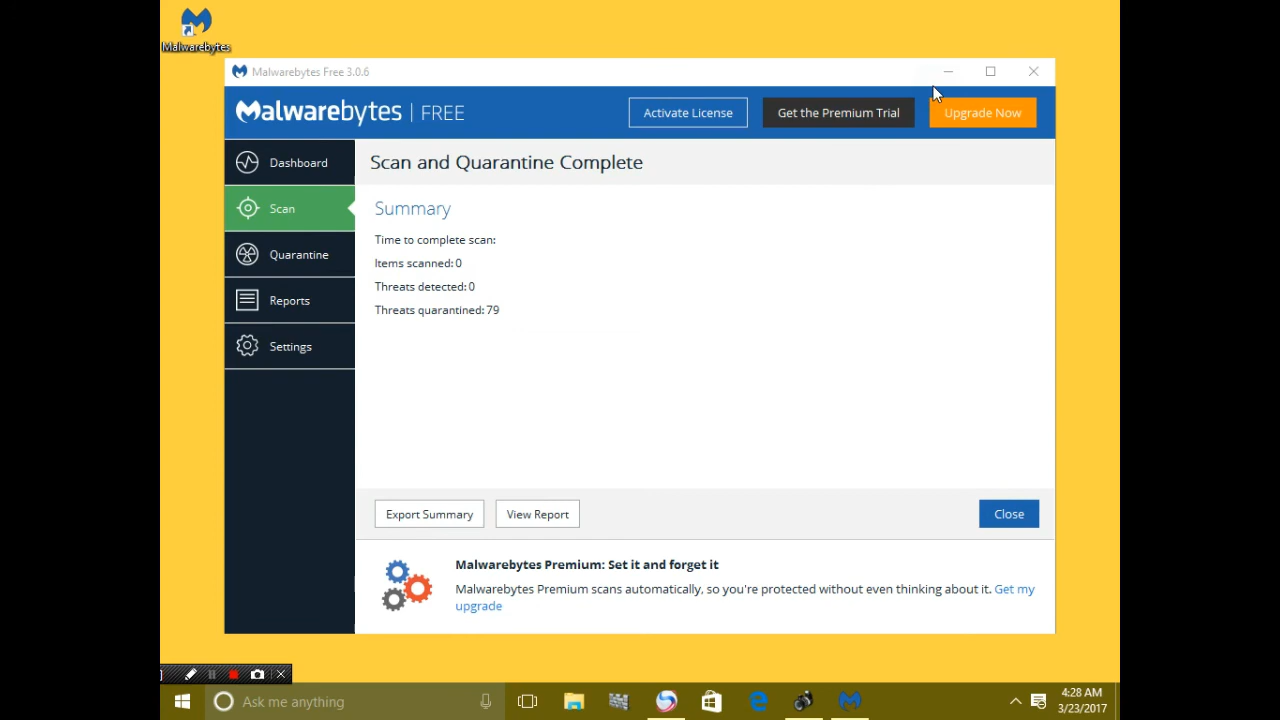 Malwarebytes
Malwarebytes Free 3.0.6
Malwarebytes | FREE
Activate License
Get the Premium Trial
Upgrade Now
Dashboard
Scan
Quarantine
Reports
Settings
Scan and Quarantine Complete
Summary
Time to complete scan:
Items scanned: 0
Threats detected: 0
Threats quarantined: 79
Export Summary
View Report
Close
Malwarebytes Premium: Set it and forget it
Malwarebytes Premium scans automatically, so you're protected without even thinking about it. Get my
upgrade
Ask me anything
4:28 AM
3/23/2017